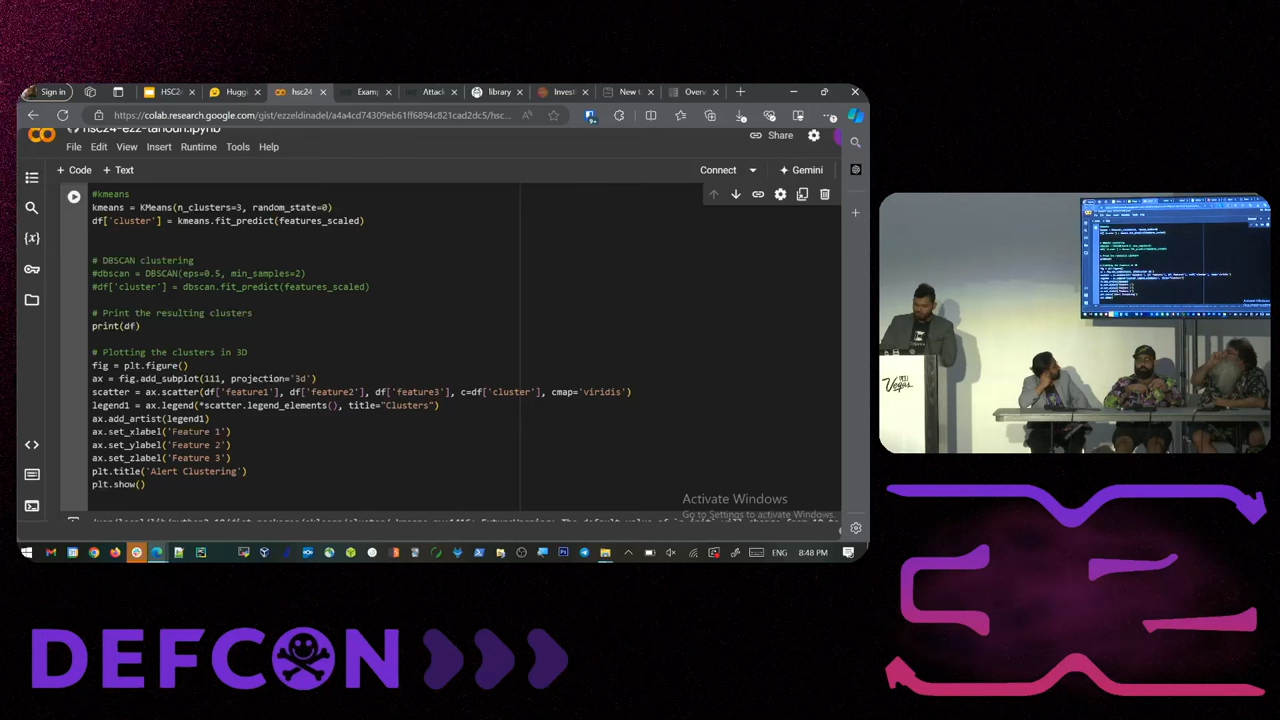 Sign in
HSC24
Huggi
hsc24
Examp
Attack
library
Investi
New t
Overv
https://colab.research.google.com/gist/ezzeldinadel/a4a4cd74309eb61ff6894c821cad2dc5/hsc...
hsc24-ezz-tahoun.ipynb
Share
File Edit View Insert Runtime Tools Help
+ Code + Text
Connect
Gemini
#kmeans
kmeans = KMeans(n_clusters=3, random_state=0)
df['cluster'] = kmeans.fit_predict(features_scaled)
# DBSCAN clustering
#dbscan = DBSCAN(eps=0.5, min_samples=2)
#df['cluster'] = dbscan.fit_predict(features_scaled)
# Print the resulting clusters
print(df)
# Plotting the clusters in 3D
fig = plt.figure()
ax = fig.add_subplot(111, projection='3d')
scatter = ax.scatter(df['feature1'], df['feature2'], df['feature3'], c=df['cluster'], cmap='viridis')
legend1 = ax.legend(*scatter.legend_elements(), title="Clusters")
ax.add_artist(legend1)
ax.set_xlabel('Feature 1')
ax.set_ylabel('Feature 2')
ax.set_zlabel('Feature 3')
plt.title('Alert Clustering')
plt.show()
Activate Windows
Go to Settings to activate Windows.
ENG
8:48 PM
Vegas
DEFCON
32